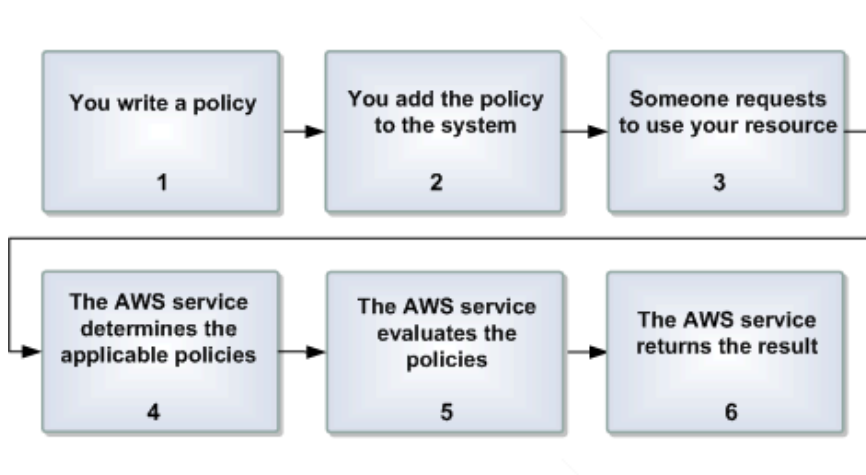 You write a policy
1
You add the policy
to the system
2
Someone requests
to use your resource
3
The AWS service
determines the
applicable policies
4
The AWS service
evaluates the
policies
5
The AWS service
returns the result
6